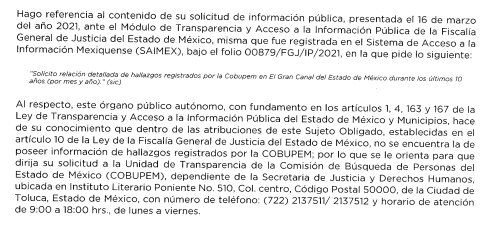 Hago referencia al contenido de su solicitud de información pública, presentada el 16 de marzo
del año 2021, ante el Módulo de Transparencia y Acceso a la Información Pública de la Fiscalía
General de Justicia del Estado de México, misma que fue registrada en el Sistema de Acceso a la
Información Mexiquense (SAIMEX), bajo el folio 00879/FGJ/IP/2021, en la que pide lo siguiente:
"Solicito relación detallada de hallazgos registrados por la Cobupem en El Gran Canal del Estado de México durante los últimos 10
años (por mes y año)." (sic)
Al respecto, este órgano público autónomo, con fundamento en los artículos 1, 4, 163 y 167 de la
Ley de Transparencia y Acceso a la Información Pública del Estado de México y Municipios, hace
de su conocimiento que dentro de las atribuciones de este Sujeto Obligado, establecidas en el
artículo 10 de la Ley de la Fiscalía General de Justicia del Estado de México, no se encuentra la de
poseer información de hallazgos registrados por la COBUPEM; por lo que se le orienta para que
dirija su solicitud a la Unidad de Transparencia de la Comisión de Búsqueda de Personas del
Estado de México (COBUPEM), dependiente de la Secretaria de Justicia y Derechos Humanos,
ubicada en Instituto Literario Poniente No. 510, Col. centro, Código Postal 50000, de la Ciudad de
Toluca, Estado de México, con número de teléfono: (722) 2137511/ 2137512 y horario de atención
de 9:00 a 18:00 hrs., de lunes a viernes.